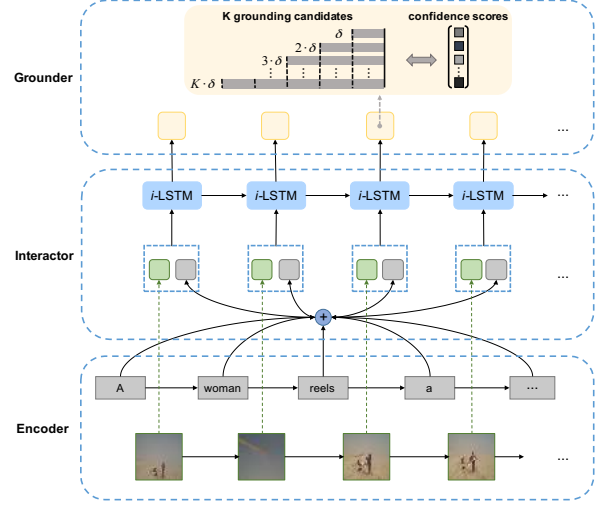 K grounding candidates
confidence scores
δ
2·δ
3·δ
K·δ
Grounder
...
i-LSTM
i-LSTM
i-LSTM
i-LSTM
...
Interactor
...
+
A
woman
reels
a
...
Encoder
...